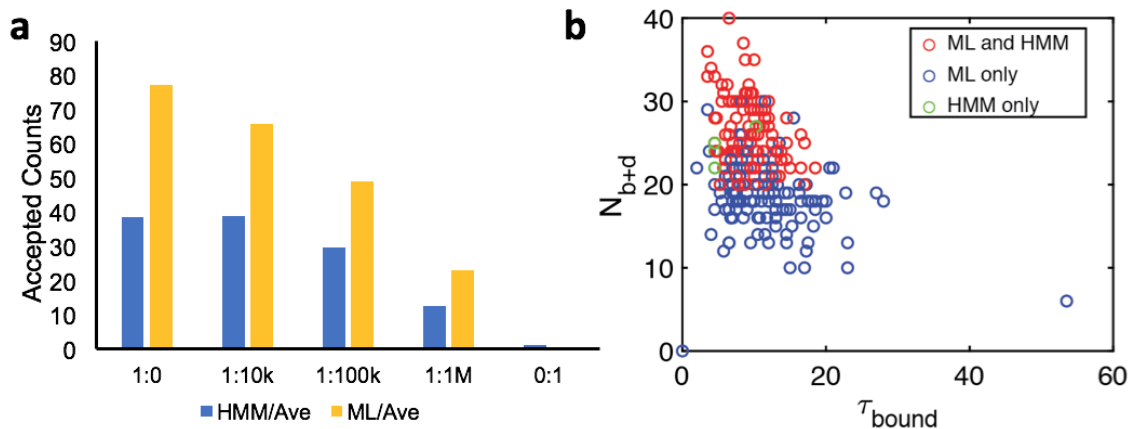 a
90
80
70
60
50
40
30
20
10
0
Accepted Counts
1:0 1:10k 1:100k 1:1M 0:1
HMM/Ave ML/Ave
b
40
30
20
10
0
N b+d
ML and HMM
ML only
HMM only
0 20 40 60
τ bound